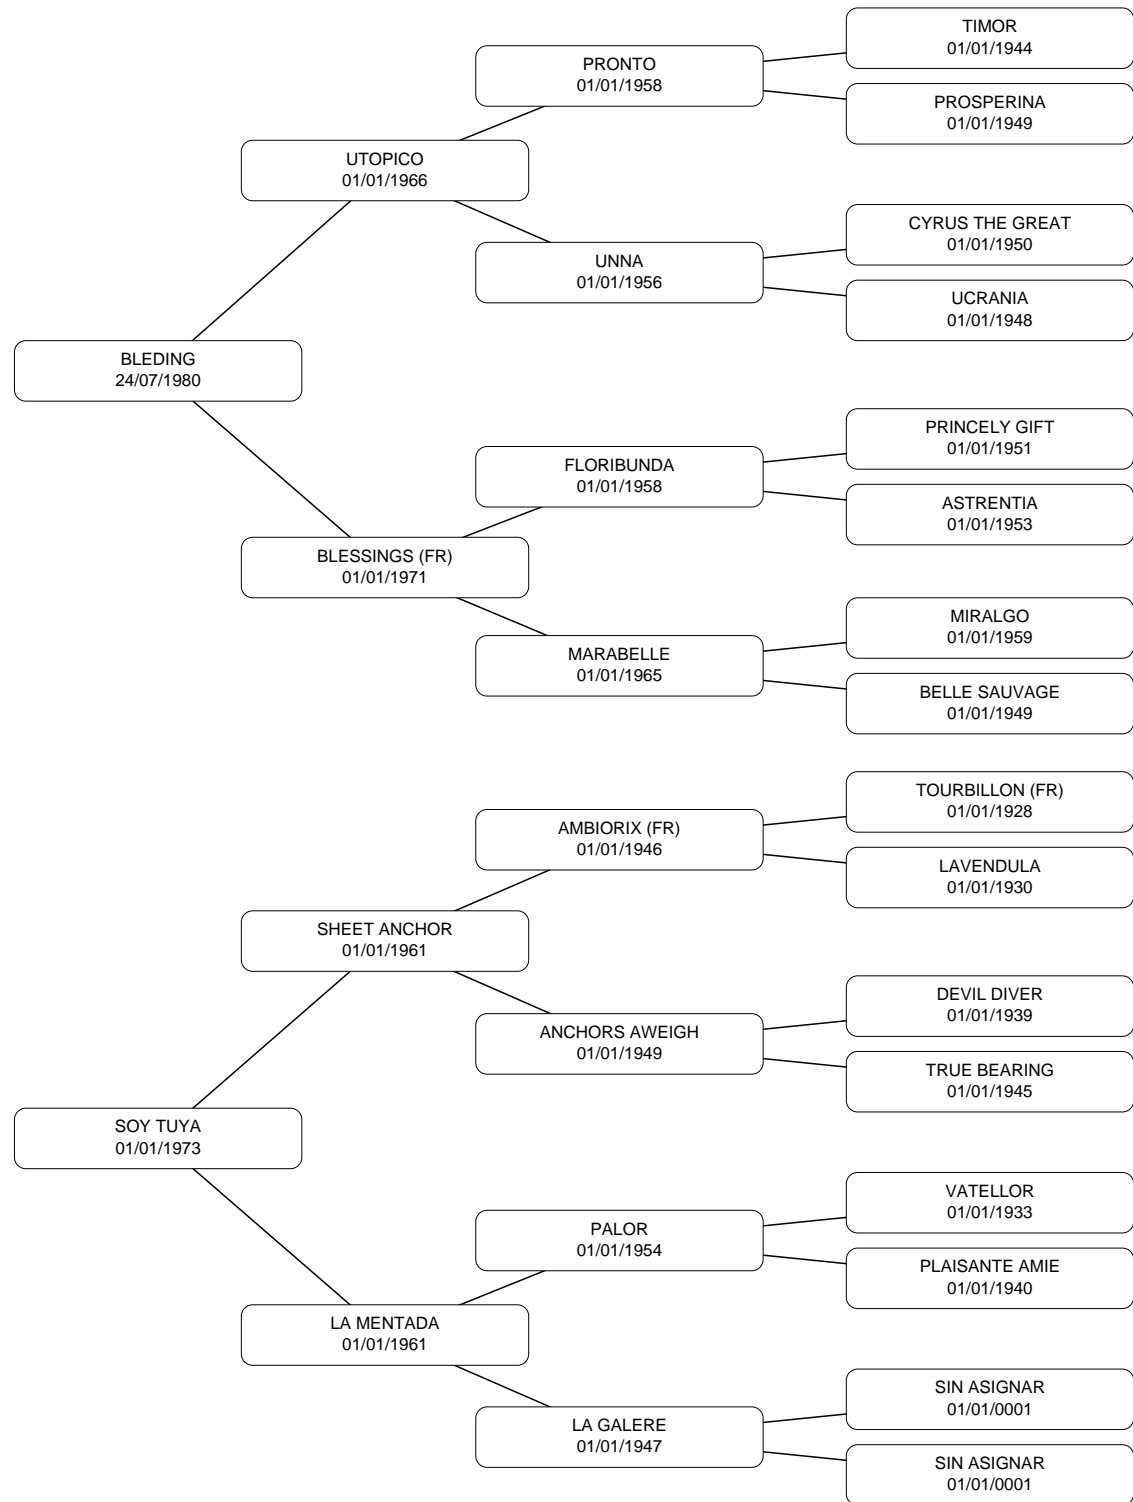 TIMOR
01/01/1944
PRONTO
01/01/1958
PROSPERINA
01/01/1949
UTOPICO
01/01/1966
CYRUS THE GREAT
01/01/1950
UNNA
01/01/1956
UCRANIA
01/01/1948
BLEDING
24/07/1980
PRINCELY GIFT
01/01/1951
FLORIBUNDA
01/01/1958
ASTRENTIA
01/01/1953
BLESSINGS (FR)
01/01/1971
MIRALGO
01/01/1959
MARABELLE
01/01/1965
BELLE SAUVAGE
01/01/1949
TOURBILLON (FR)
01/01/1928
AMBIORIX (FR)
01/01/1946
LAVENDULA
01/01/1930
SHEET ANCHOR
01/01/1961
DEVIL DIVER
01/01/1939
ANCHORS AWEIGH
01/01/1949
TRUE BEARING
01/01/1945
SOY TUYA
01/01/1973
VATELLOR
01/01/1933
PALOR
01/01/1954
PLAISANTE AMIE
01/01/1940
LA MENTADA
01/01/1961
SIN ASIGNAR
01/01/0001
LA GALERE
01/01/1947
SIN ASIGNAR
01/01/0001